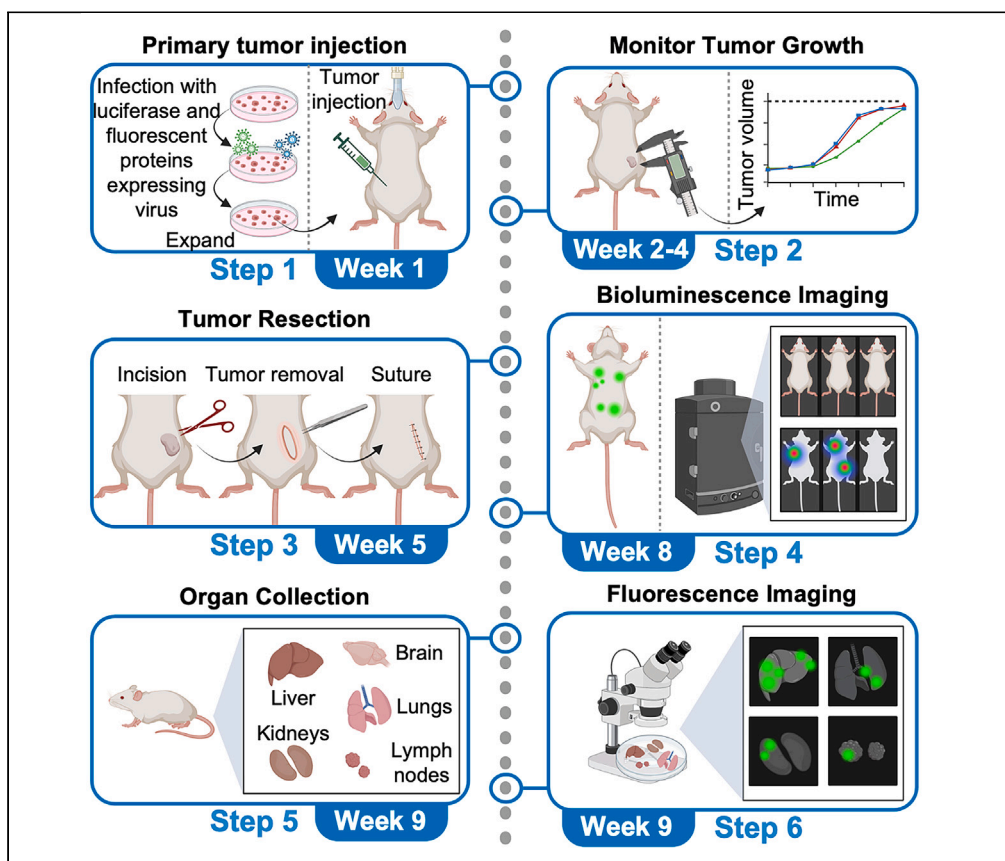 Primary tumor injection
Infection with
luciferase and
fluorescent
proteins
expressing
virus
Expand
Tumor
injection
Step 1
Week 1
Monitor Tumor Growth
Tumor volume
Time
Week 2-4
Step 2
Tumor Resection
Incision
Tumor removal
Suture
Step 3
Week 5
Bioluminescence Imaging
Week 8
Step 4
Organ Collection
Liver
Brain
Lungs
Kidneys
Lymph
nodes
Step 5
Week 9
Fluorescence Imaging
Week 9
Step 6